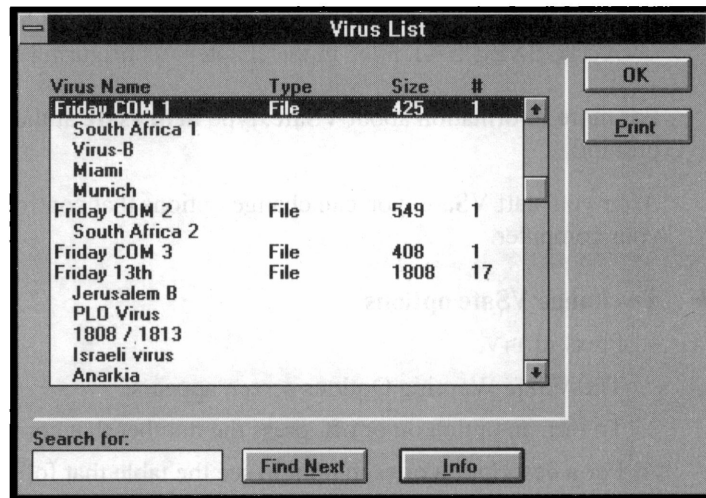 Virus List
OK
Print
Virus Name Type Size #
Friday COM 1 File 425 1
South Africa 1
Virus-B
Miami
Munich
Friday COM 2 File 549 1
South Africa 2
Friday COM 3 File 408 1
Friday 13th File 1808 17
Jerusalem B
PLO Virus
1808 / 1813
Israeli virus
Anarkia
Search for:
Find Next
Info